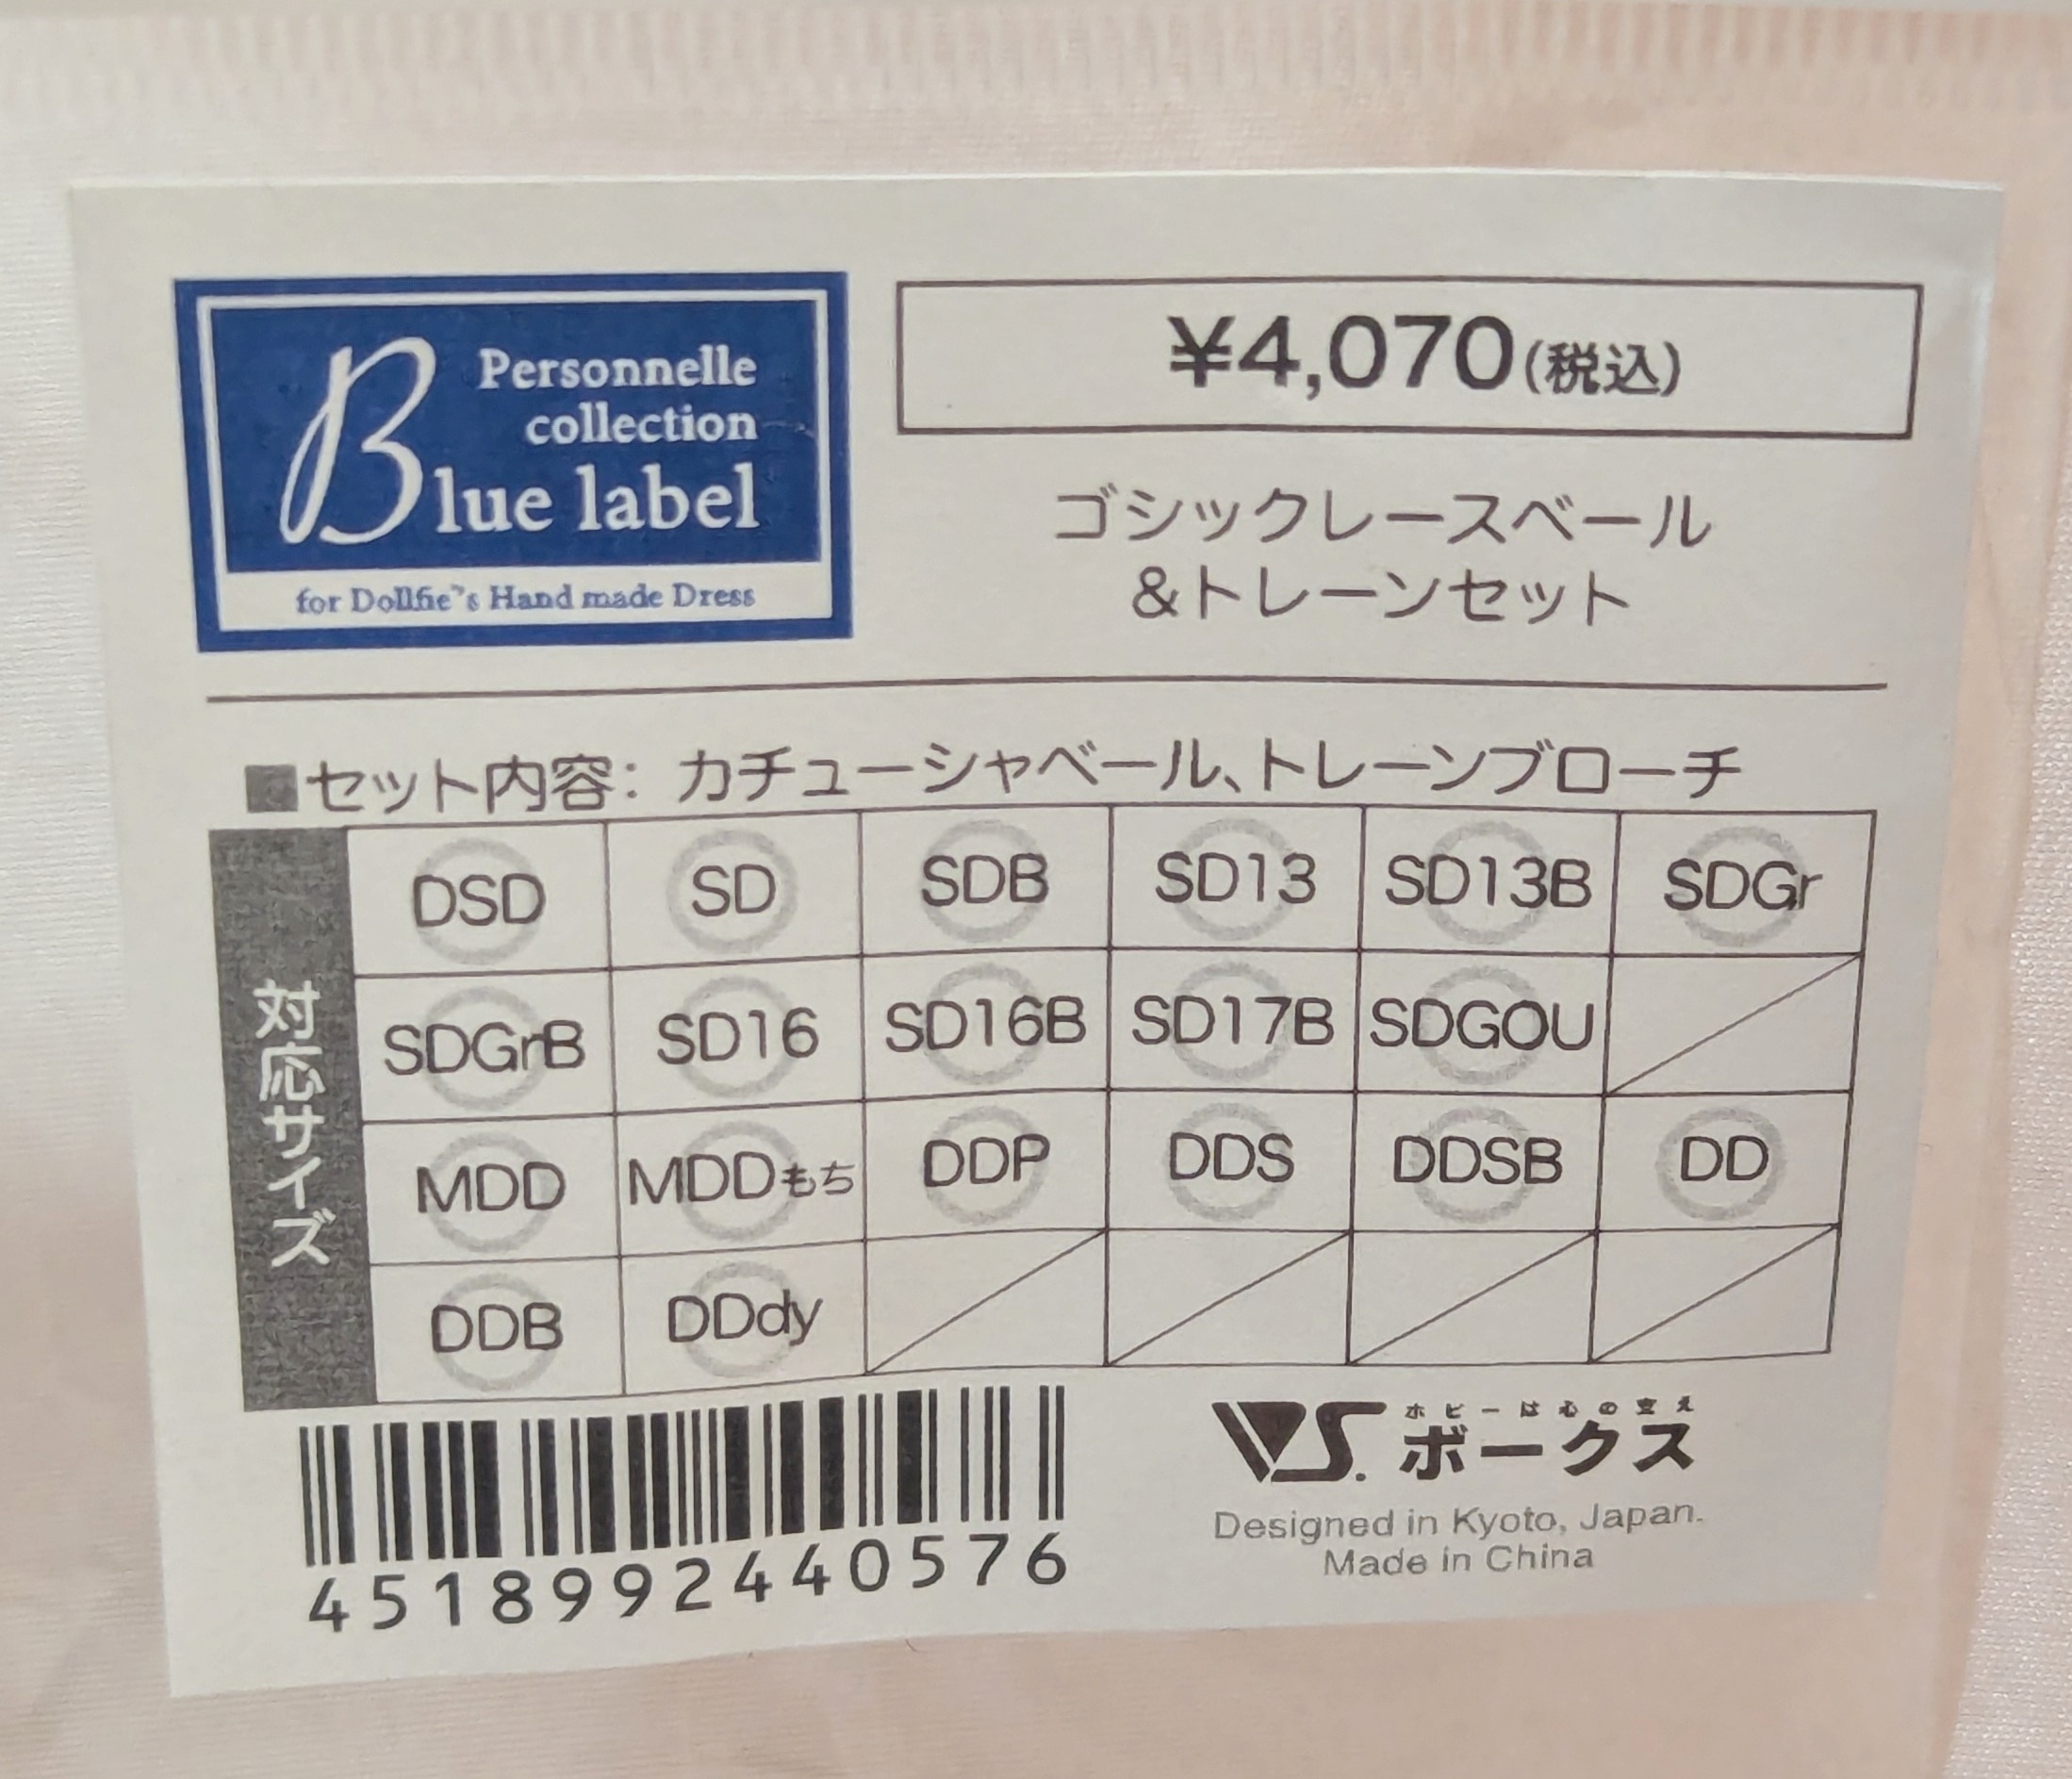 Personnelle
collection
Blue label
for Dollfie™s Hand made Dress
¥4,070(税込)
ゴシックレースベール
&トレーンセット
■セット内容: カチューシャベール、トレーンブローチ
対応サイズ
DSD SD SDB SD13 SD13B SDGr
SDGrB SD16 SD16B SD17B SDGOU
MDD MDDもち DDP DDS DDSB DD
DDB DDdy
4518992440576
VS.
ホビーは心の支え
ボークス
Designed in Kyoto, Japan.
Made in China